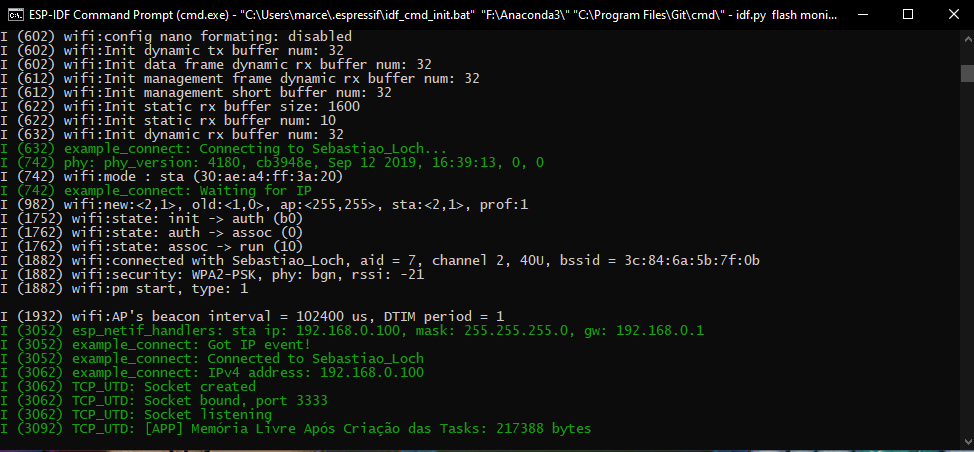 ESP-IDF Command Prompt (cmd.exe) - "C:\Users\marce\.espressif\idf_cmd_init.bat" "F:\Anaconda3\" "C:\Program Files\Git\cmd\" - idf.py flash moni...
I (602) wifi:config nano formating: disabled
I (602) wifi:Init dynamic tx buffer num: 32
I (602) wifi:Init data frame dynamic rx buffer num: 32
I (612) wifi:Init management frame dynamic rx buffer num: 32
I (612) wifi:Init management short buffer num: 32
I (622) wifi:Init static rx buffer size: 1600
I (622) wifi:Init static rx buffer num: 10
I (632) wifi:Init dynamic rx buffer num: 32
I (632) example_connect: Connecting to Sebastiao_Loch...
I (742) phy: phy_version: 4180, cb3948e, Sep 12 2019, 16:39:13, 0, 0
I (742) wifi:mode : sta (30:ae:a4:ff:3a:20)
I (742) example_connect: Waiting for IP
I (982) wifi:new:<2,1>, old:<1,0>, ap:<255,255>, sta:<2,1>, prof:1
I (1752) wifi:state: init -> auth (b0)
I (1762) wifi:state: auth -> assoc (0)
I (1762) wifi:state: assoc -> run (10)
I (1882) wifi:connected with Sebastiao_Loch, aid = 7, channel 2, 40U, bssid = 3c:84:6a:5b:7f:0b
I (1882) wifi:security: WPA2-PSK, phy: bgn, rssi: -21
I (1882) wifi:pm start, type: 1
I (1932) wifi:AP's beacon interval = 102400 us, DTIM period = 1
I (3052) esp_netif_handlers: sta ip: 192.168.0.100, mask: 255.255.255.0, gw: 192.168.0.1
I (3052) example_connect: Got IP event!
I (3052) example_connect: Connected to Sebastiao_Loch
I (3062) example_connect: IPv4 address: 192.168.0.100
I (3062) TCP_UTD: Socket created
I (3062) TCP_UTD: Socket bound, port 3333
I (3062) TCP_UTD: Socket listening
I (3092) TCP_UTD: [APP] Memória Livre Após Criação das Tasks: 217388 bytes